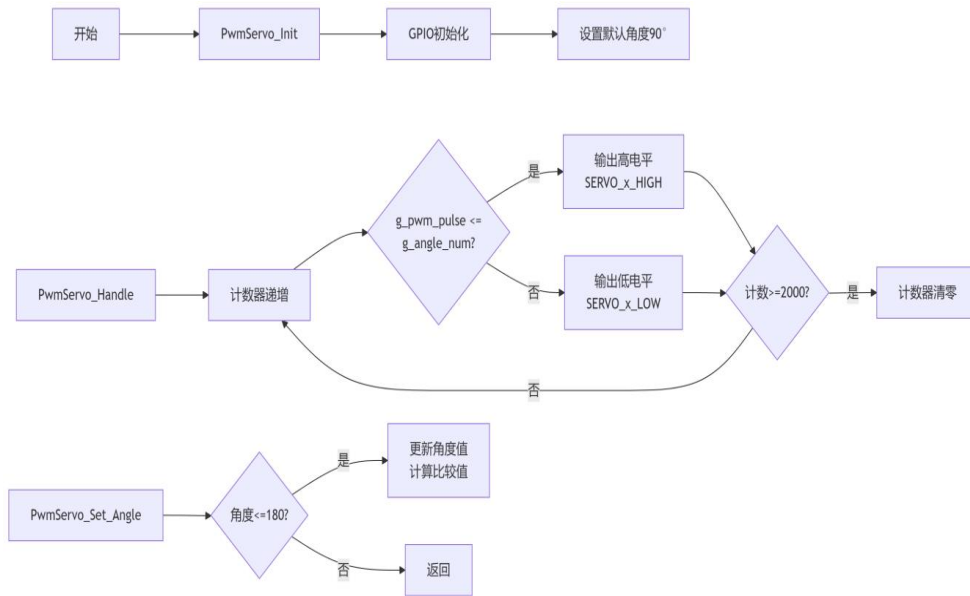 开始
PwmServo_Init
GPIO初始化
设置默认角度90°
PwmServo_Handle
计数器递增
g_pwm_pulse <=
g_angle_num?
是
否
输出高电平
SERVO_x_HIGH
输出低电平
SERVO_x_LOW
计数>=2000?
是
计数器清零
否
PwmServo_Set_Angle
角度<=180?
是
更新角度值
计算比较值
否
返回